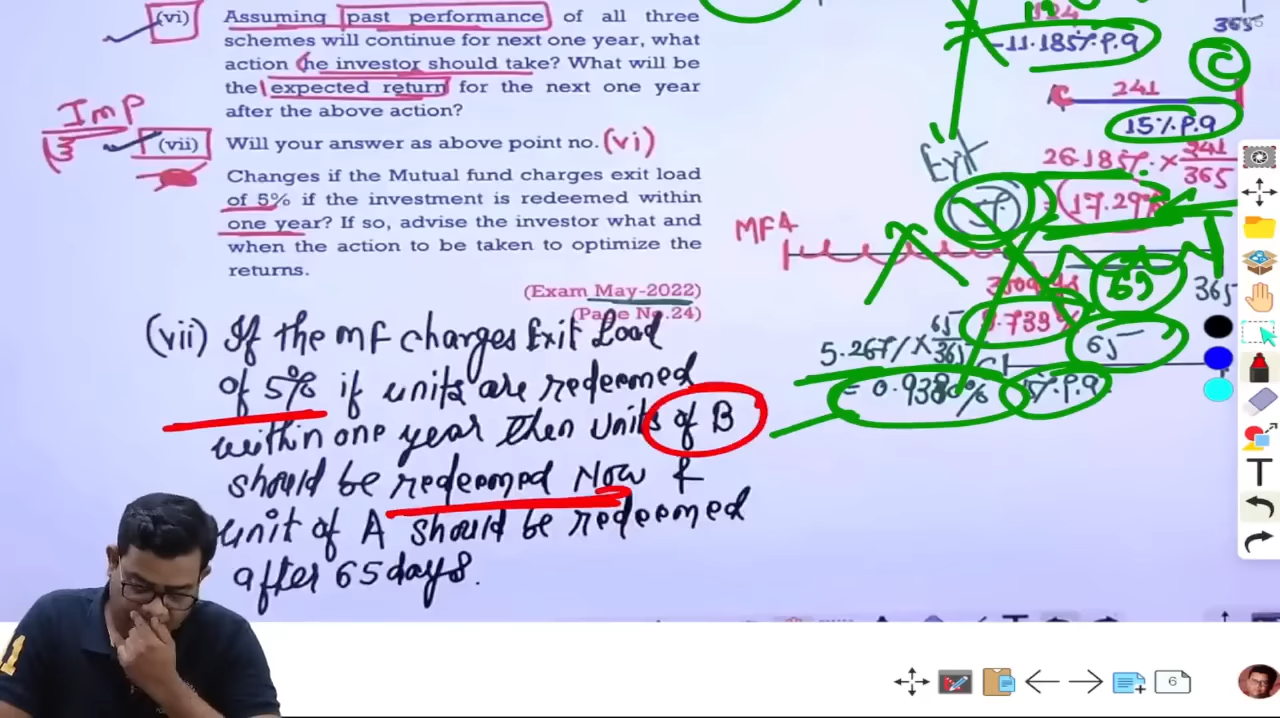 (vi) Assuming past performance of all three
schemes will continue for next one year, what
action he investor should take? What will be
the expected return for the next one year
after the above action?
Imp
(vii) Will your answer as above point no. (vi)
Changes if the Mutual fund charges exit load
of 5% if the investment is redeemed within
one year? If so, advise the investor what and
when the action to be taken to optimize the
returns.
(Exam May-2022)
(Page No.24)
(vii) If the MF charges Exit Load
of 5% if units are redeemed
within one year then units of B
should be redeemed Now &
unit of A should be redeemed
after 65 days.
-11.185%.P.a
365
C
241
15%.P.a
Exit
26.185%. × 241/365
= 17.29%
MF4
65
365
65
5.267% × 65/365
= 0.938%
15%.P.a
1
6